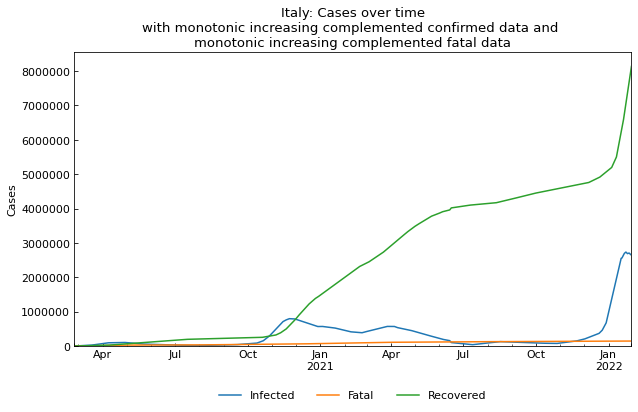 Italy: Cases over time
with monotonic increasing complemented confirmed data and
monotonic increasing complemented fatal data
8000000
7000000
6000000
5000000
4000000
3000000
2000000
1000000
0
Cases
Apr Jul Oct Jan Apr Jul Oct Jan
2021 2022
Infected Fatal Recovered